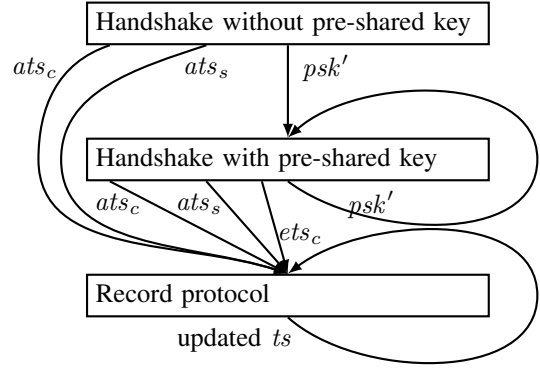 Handshake without pre-shared key
ats_c ats_s psk′
Handshake with pre-shared key
ats_c ats_s psk′
ets_c
Record protocol
updated ts